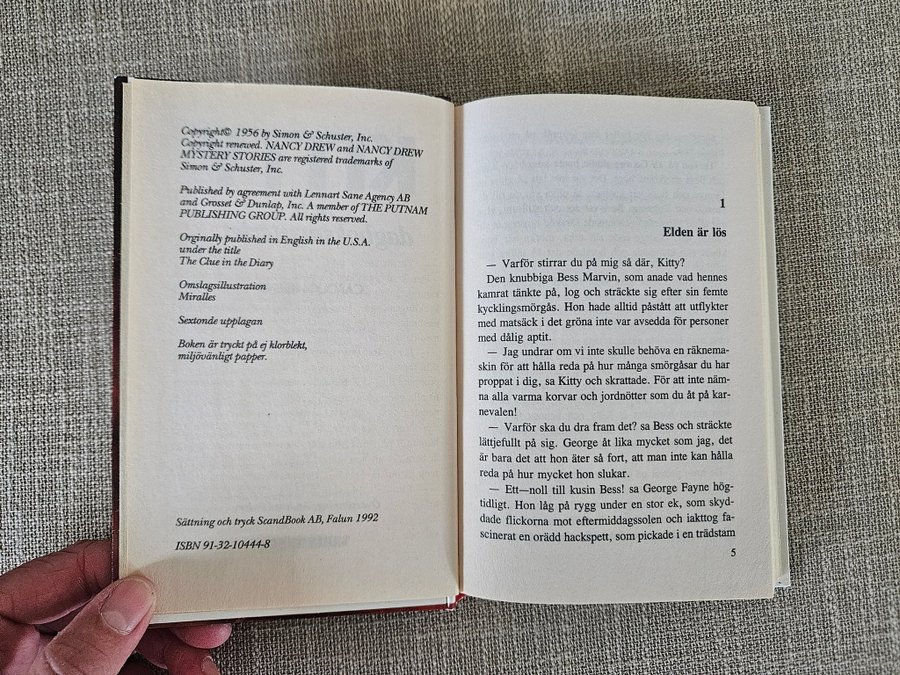 Copyright© 1956 by Simon & Schuster, Inc.
Copyright renewed. NANCY DREW and NANCY DREW
MYSTERY STORIES are registered trademarks of
Simon & Schuster, Inc.
Published by agreement with Lennart Sane Agency AB
and Grosset & Dunlap, Inc. A member of THE PUTNAM
PUBLISHING GROUP. All rights reserved.
Orginally published in English in the U.S.A.
under the title
The Clue in the Diary
Omslagsillustration
Miralles
Sextonde upplagan
Boken är tryckt på ej klorblekt,
miljövänligt papper.
Sättning och tryck ScandBook AB, Falun 1992
ISBN 91-32-10444-8
1
Elden är lös
— Varför stirrar du på mig så där, Kitty?
Den knubbiga Bess Marvin, som anade vad hennes
kamrat tänkte på, log och sträckte sig efter sin femte
kycklingsmörgås. Hon hade alltid påstått att utflykter
med matsäck i det gröna inte var avsedda för personer
med dålig aptit.
— Jag undrar om vi inte skulle behöva en räknema-
skin för att hålla reda på hur många smörgåsar du har
proppat i dig, sa Kitty och skrattade. För att inte näm-
na alla varma korvar och jordnötter som du åt på kar-
nevalen!
— Varför ska du dra fram det? sa Bess och sträckte
lättjefullt på sig. George åt lika mycket som jag, det
är bara det att hon äter så fort, att man inte kan hålla
reda på hur mycket hon slukar.
— Ett—noll till kusin Bess! sa George Fayne hög-
tidligt. Hon låg på rygg under en stor ek, som skyd-
dade flickorna mot eftermiddagssolen och iakttog fa-
scinerat en orädd hackspett, som pickade i en trädstam
5